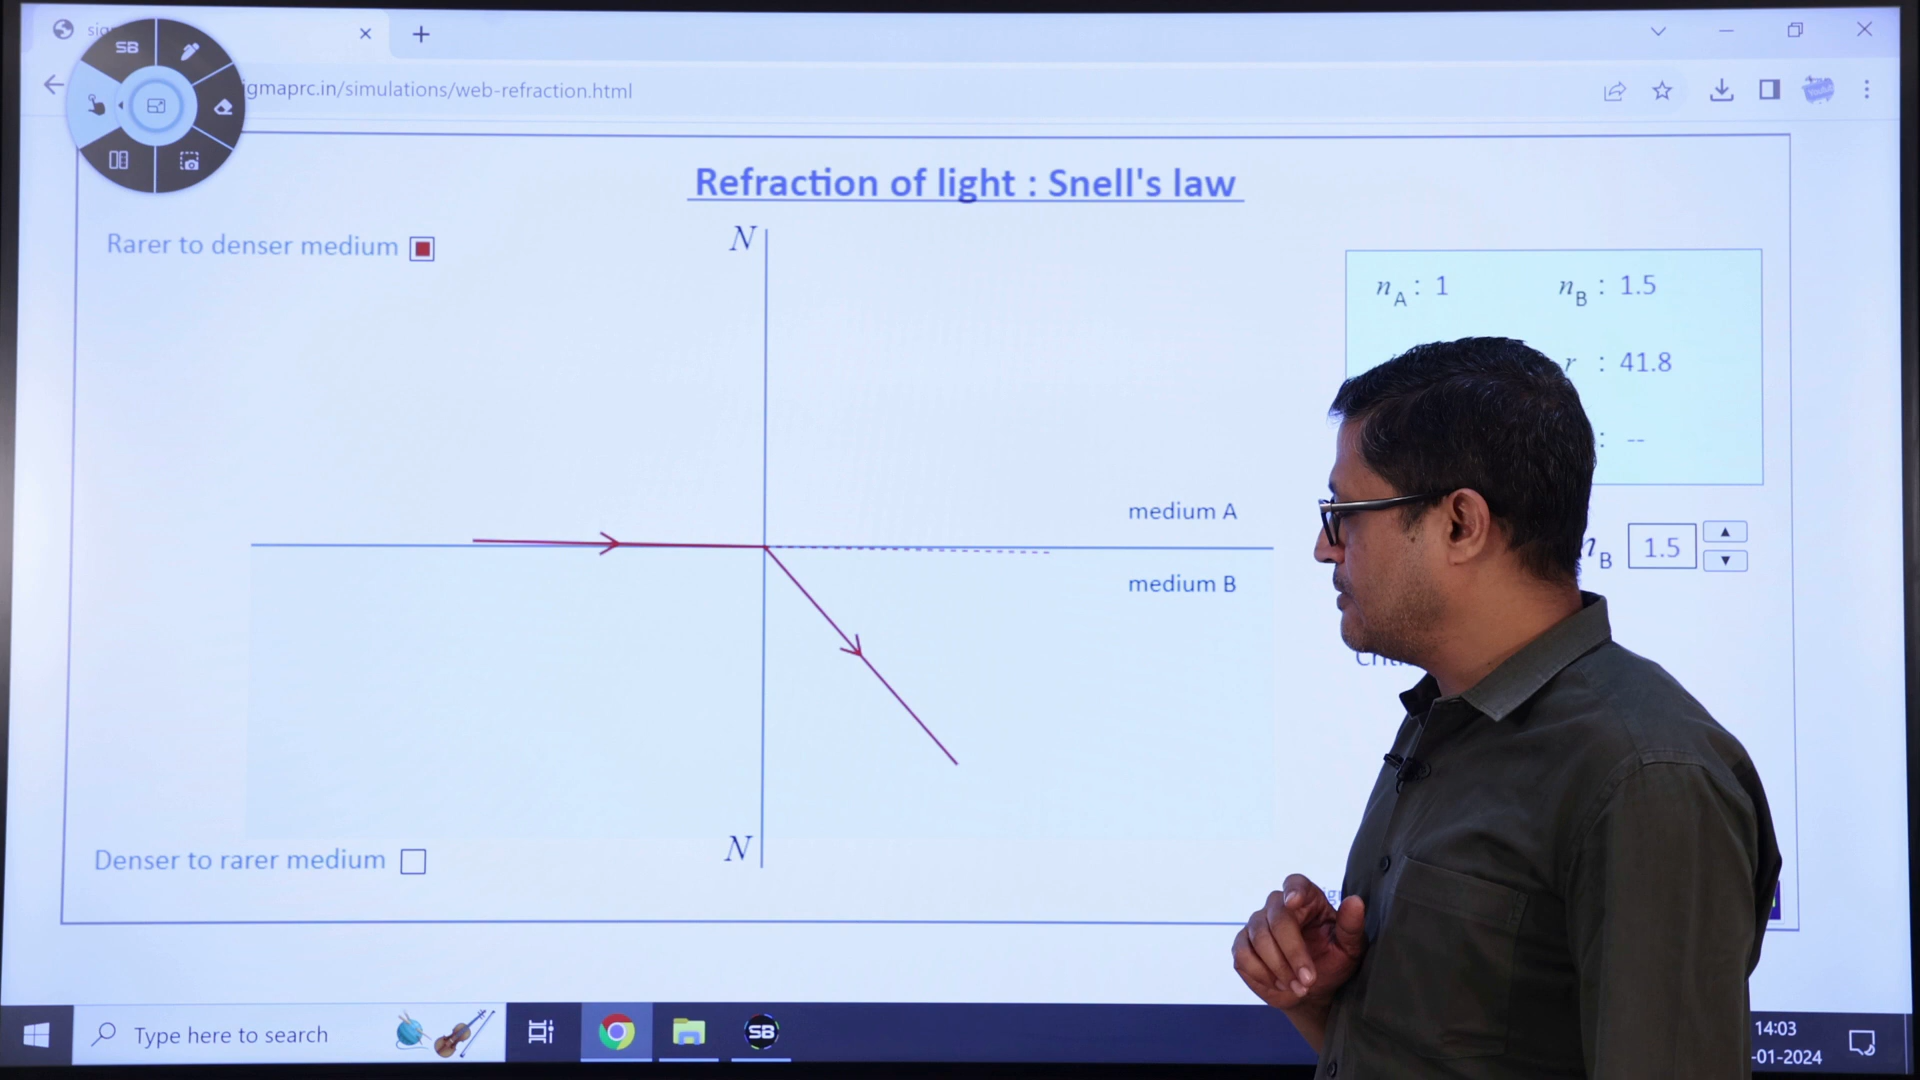 SB
igmaprc.in/simulations/web-refraction.html
Refraction of light : Snell's law
Rarer to denser medium
N
n_A : 1 n_B : 1.5
r : 41.8
: --
medium A
n_B 1.5
medium B
N
Denser to rarer medium
Type here to search
SB
14:03
-01-2024